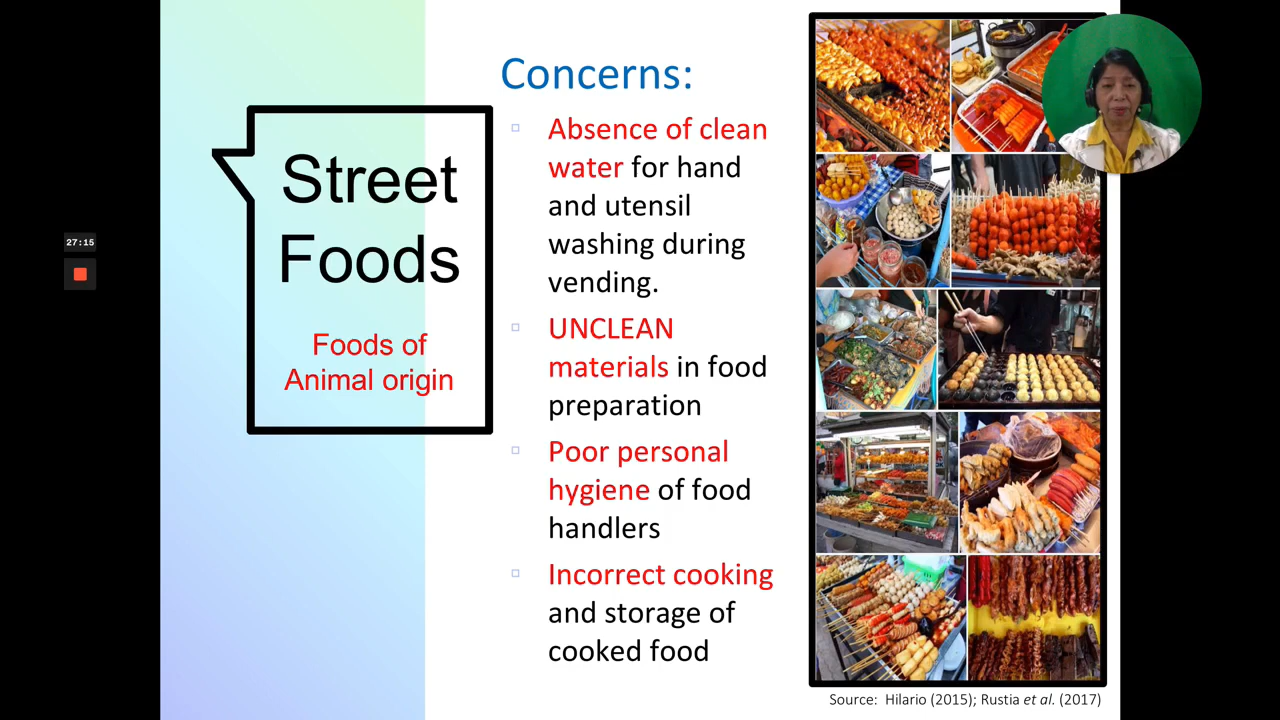 27:15
Street
Foods
Foods of
Animal origin
Concerns:
Absence of clean
water for hand
and utensil
washing during
vending.
UNCLEAN
materials in food
preparation
Poor personal
hygiene of food
handlers
Incorrect cooking
and storage of
cooked food
Source: Hilario (2015); Rustia et al. (2017)